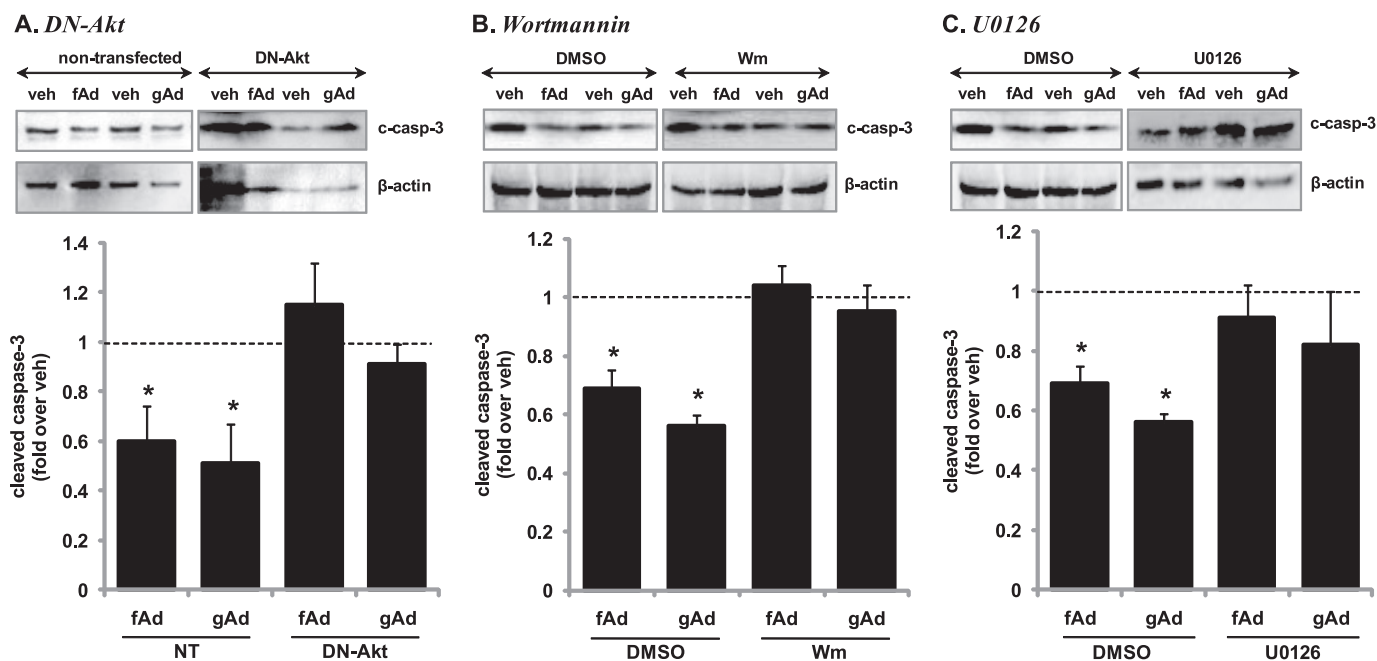 A. DN-Akt
non-transfected DN-Akt
veh fAd veh gAd veh fAd veh gAd
c-casp-3
β-actin
cleaved caspase-3
(fold over veh)
1.4
1.2
1
0.8
0.6
0.4
0.2
0
* *
fAd gAd fAd gAd
NT DN-Akt
B. Wortmannin
DMSO Wm
veh fAd veh gAd veh fAd veh gAd
c-casp-3
β-actin
cleaved caspase-3
(fold over veh)
1.2
1
0.8
0.6
0.4
0.2
0
* *
fAd gAd fAd gAd
DMSO Wm
C. U0126
DMSO U0126
veh fAd veh gAd veh fAd veh gAd
c-casp-3
β-actin
cleaved caspase-3
(fold over veh)
1.2
1
0.8
0.6
0.4
0.2
0
* *
fAd gAd fAd gAd
DMSO U0126